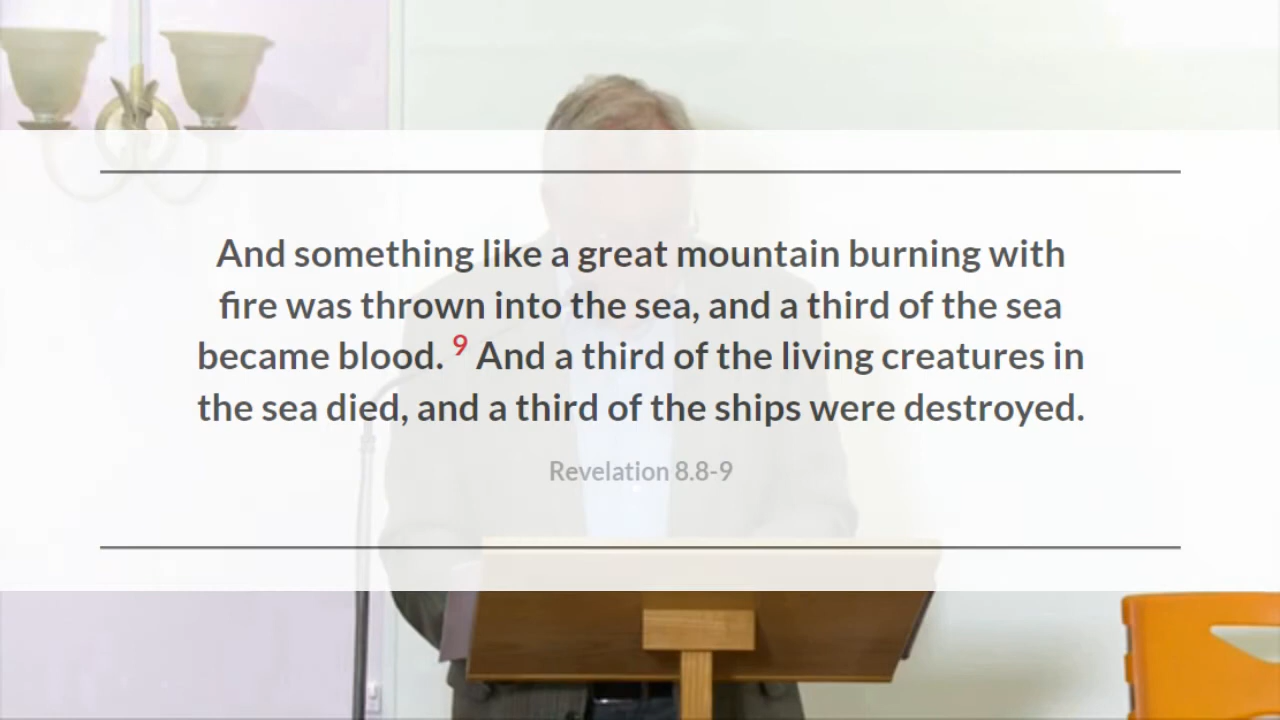 And something like a great mountain burning with
fire was thrown into the sea, and a third of the sea
became blood. 9 And a third of the living creatures in
the sea died, and a third of the ships were destroyed.
Revelation 8.8-9